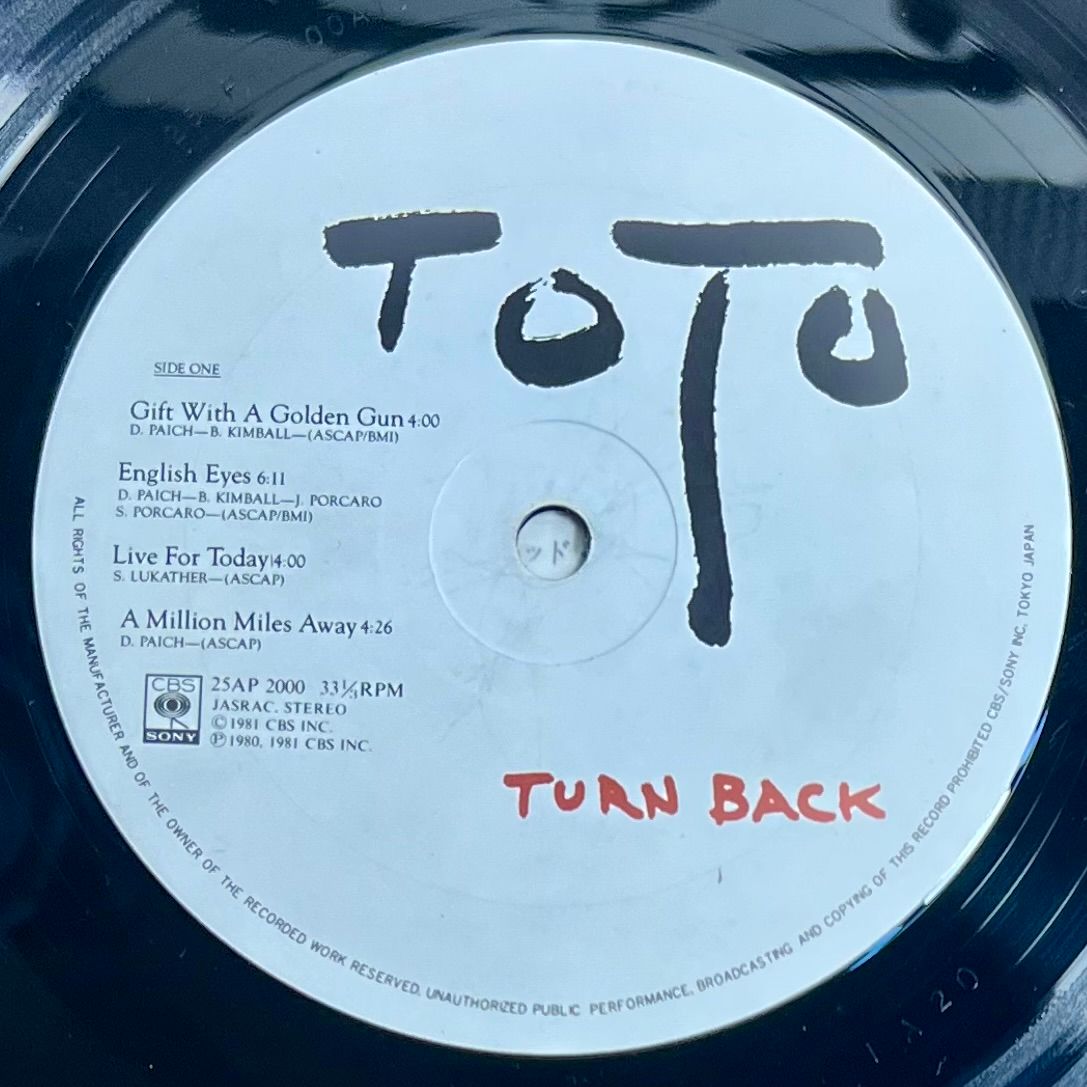 TOTO
SIDE ONE
Gift With A Golden Gun 4:00
D. PAICH—B. KIMBALL—(ASCAP/BMI)
English Eyes 6:11
D. PAICH—B. KIMBALL—J. PORCARO
S. PORCARO—(ASCAP/BMI)
ッド
Live For Today 4:00
S. LUKATHER—(ASCAP)
A Million Miles Away 4:26
D. PAICH—(ASCAP)
CBS
SONY
25AP 2000 33⅓RPM
JASRAC. STEREO
Ⓒ1981 CBS INC.
Ⓟ1980, 1981 CBS INC.
TURN BACK
ALL RIGHTS OF THE MANUFACTURER AND OF THE OWNER OF THE RECORDED WORK RESERVED. UNAUTHORIZED PUBLIC PERFORMANCE, BROADCASTING AND COPYING OF THIS RECORD PROHIBITED CBS/SONY INC. TOKYO JAPAN